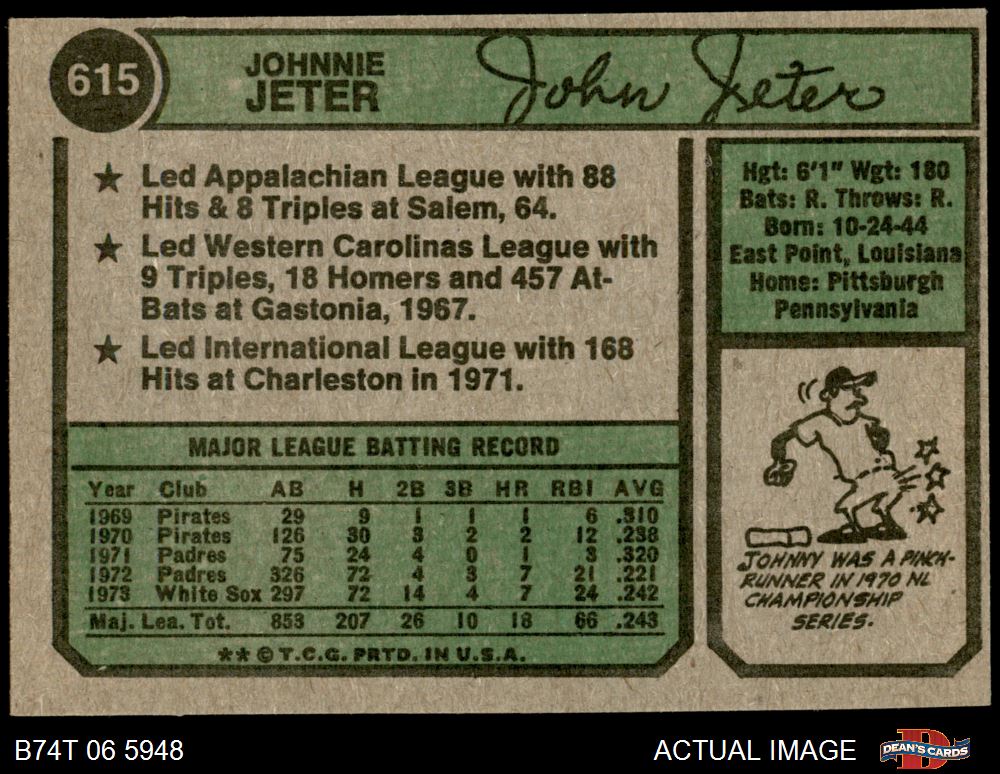 615
JOHNNIE
JETER
John Jeter
★ Led Appalachian League with 88
Hits & 8 Triples at Salem, 64.
★ Led Western Carolinas League with
9 Triples, 18 Homers and 457 At-
Bats at Gastonia, 1967.
★ Led International League with 168
Hits at Charleston in 1971.
Hgt: 6'1" Wgt: 180
Bats: R. Throws: R.
Born: 10-24-44
East Point, Louisiana
Home: Pittsburgh
Pennsylvania
MAJOR LEAGUE BATTING RECORD
Year Club AB H 2B 3B HR RBI AVG
1969 Pirates 29 9 1 1 1 6 .310
1970 Pirates 126 30 3 2 2 12 .238
1971 Padres 75 24 4 0 1 3 .320
1972 Padres 326 72 4 3 7 21 .221
1973 White Sox 297 72 14 4 7 24 .242
Maj. Lea. Tot. 853 207 26 10 18 66 .243
** © T.C.G. PRTD. IN U.S.A.
JOHNNY WAS A PINCH-
RUNNER IN 1970 NL
CHAMPIONSHIP
SERIES.
B74T 06 5948
ACTUAL IMAGE
DEAN'S CARDS